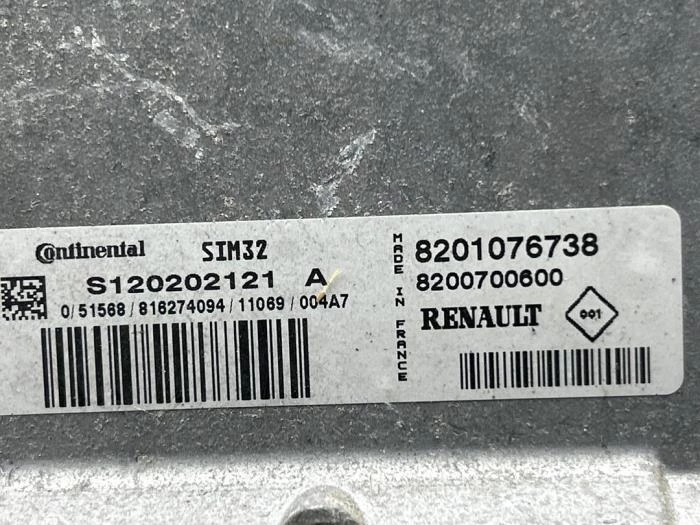 Continental SIM32
S120202121 A
0/51568/816274094/11069/004A7
MADE IN FRANCE
8201076738
8200700600
RENAULT 001